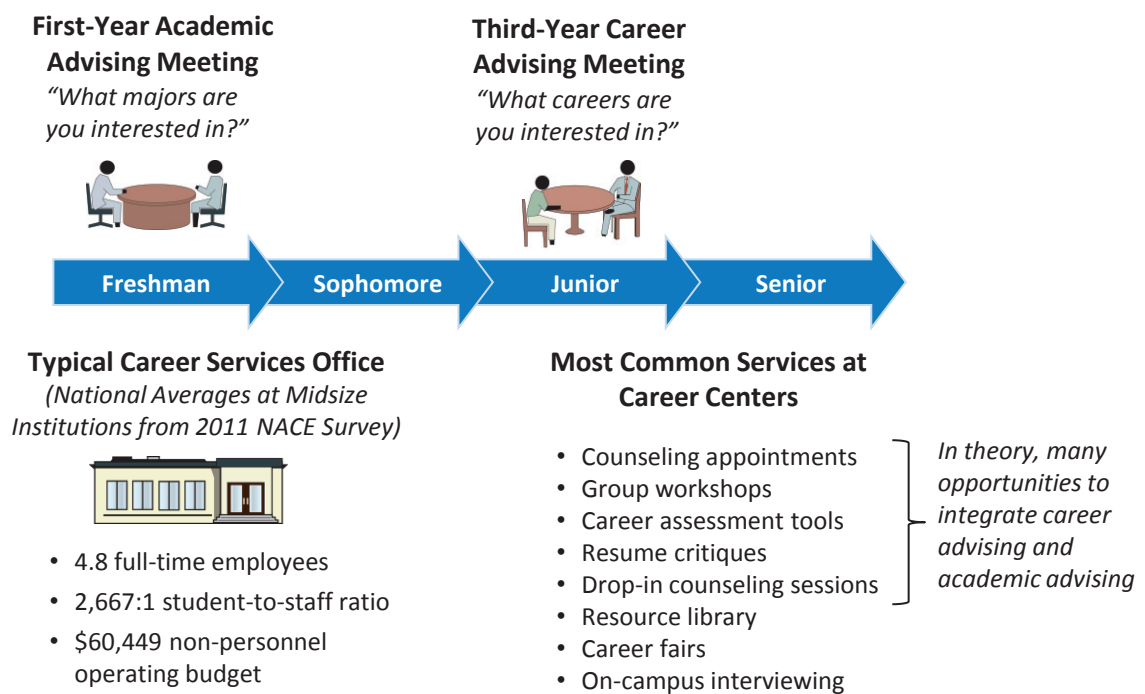 First-Year Academic
Advising Meeting
“What majors are
you interested in?”
Third-Year Career
Advising Meeting
“What careers are
you interested in?”
Freshman
Sophomore
Junior
Senior
Typical Career Services Office
(National Averages at Midsize
Institutions from 2011 NACE Survey)
• 4.8 full-time employees
• 2,667:1 student-to-staff ratio
• $60,449 non-personnel
operating budget
Most Common Services at
Career Centers
• Counseling appointments
• Group workshops
• Career assessment tools
• Resume critiques
• Drop-in counseling sessions
• Resource library
• Career fairs
• On-campus interviewing
In theory, many
opportunities to
integrate career
advising and
academic advising